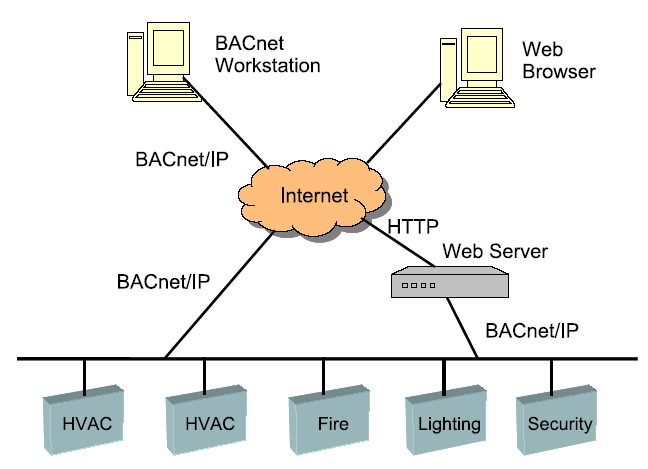 BACnet
Workstation
Web
Browser
BACnet/IP
Internet
HTTP
Web Server
BACnet/IP
BACnet/IP
HVAC
HVAC
Fire
Lighting
Security